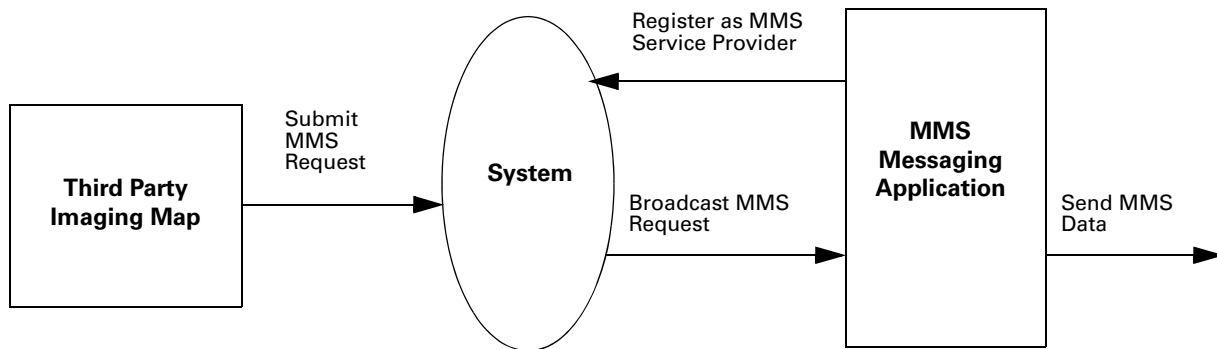 Third Party
Imaging Map
Submit
MMS
Request
System
Register as MMS
Service Provider
Broadcast MMS
Request
MMS
Messaging
Application
Send MMS
Data